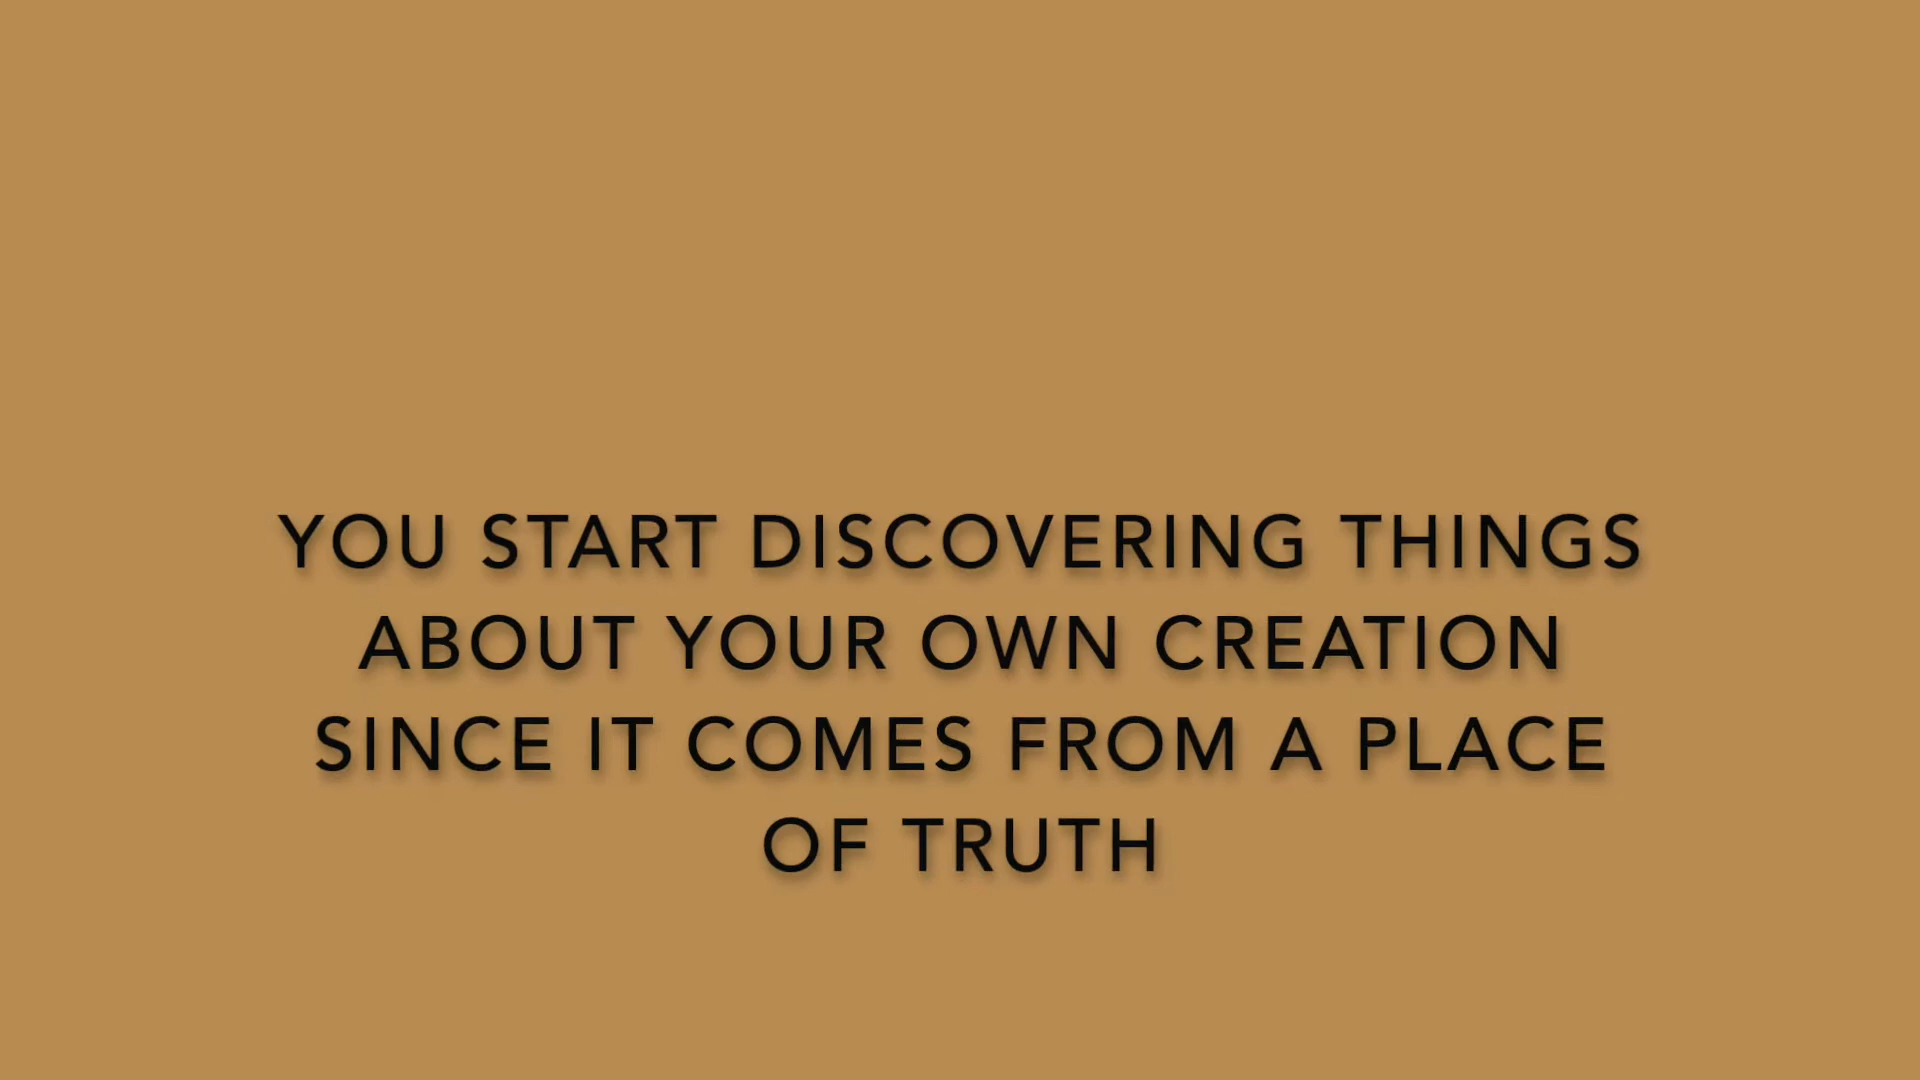 YOU START DISCOVERING THINGS
ABOUT YOUR OWN CREATION
SINCE IT COMES FROM A PLACE
OF TRUTH